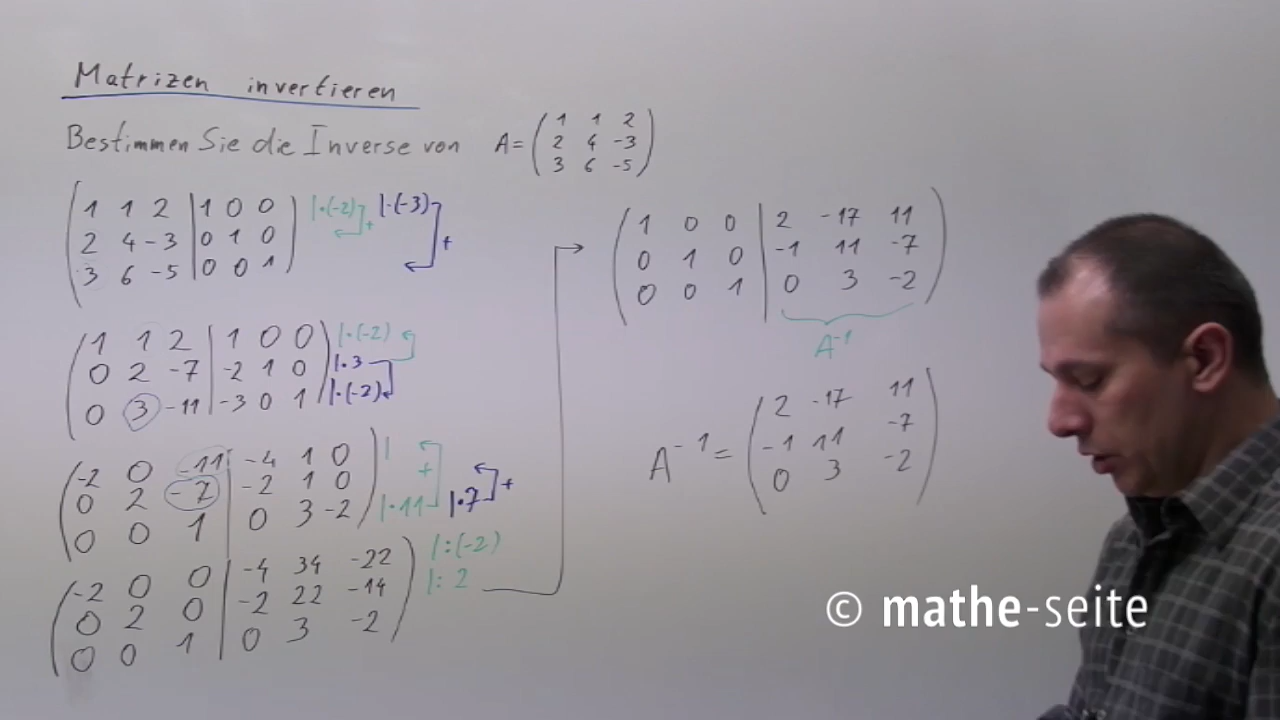 Matrizen invertieren
Bestimmen Sie die Inverse von A = ( 1 1 2
2 4 -3
3 6 -5 )
( 1 1 2 | 1 0 0 ) |·(-2) + |·(-3)
2 4 -3 | 0 1 0 +
3 6 -5 | 0 0 1
( 1 1 2 | 1 0 0 ) |·(-2)
0 2 -7 | -2 1 0 |·3
0 3 -11 | -3 0 1 |·(-2)
( -2 0 -11 | -4 1 0 ) |
0 2 -7 | -2 1 0 + +
0 0 1 | 0 3 -2 |·11 |·7
( -2 0 0 | -4 34 -22 ) |:(-2)
0 2 0 | -2 22 -14 |:2
0 0 1 | 0 3 -2
( 1 0 0 | 2 -17 11 )
0 1 0 | -1 11 -7
0 0 1 | 0 3 -2
A⁻¹
A⁻¹ = ( 2 -17 11
-1 11 -7
0 3 -2 )
© mathe-seite